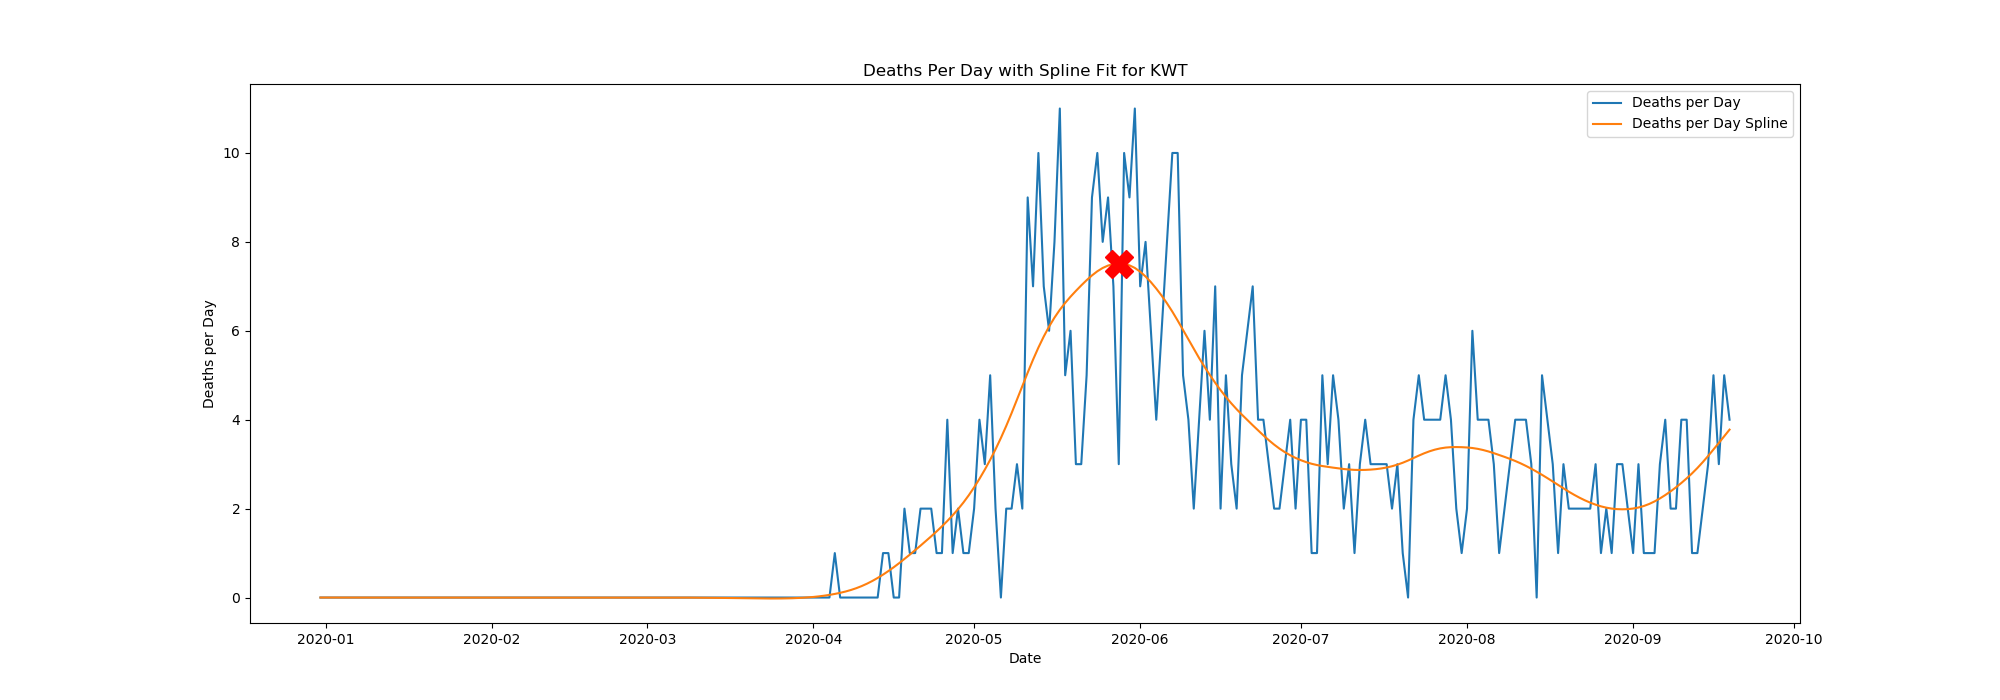 Deaths Per Day with Spline Fit for KWT
Deaths per Day
Deaths per Day Spline
10
8
6
4
2
0
Deaths per Day
2020-01 2020-02 2020-03 2020-04 2020-05 2020-06 2020-07 2020-08 2020-09 2020-10
Date